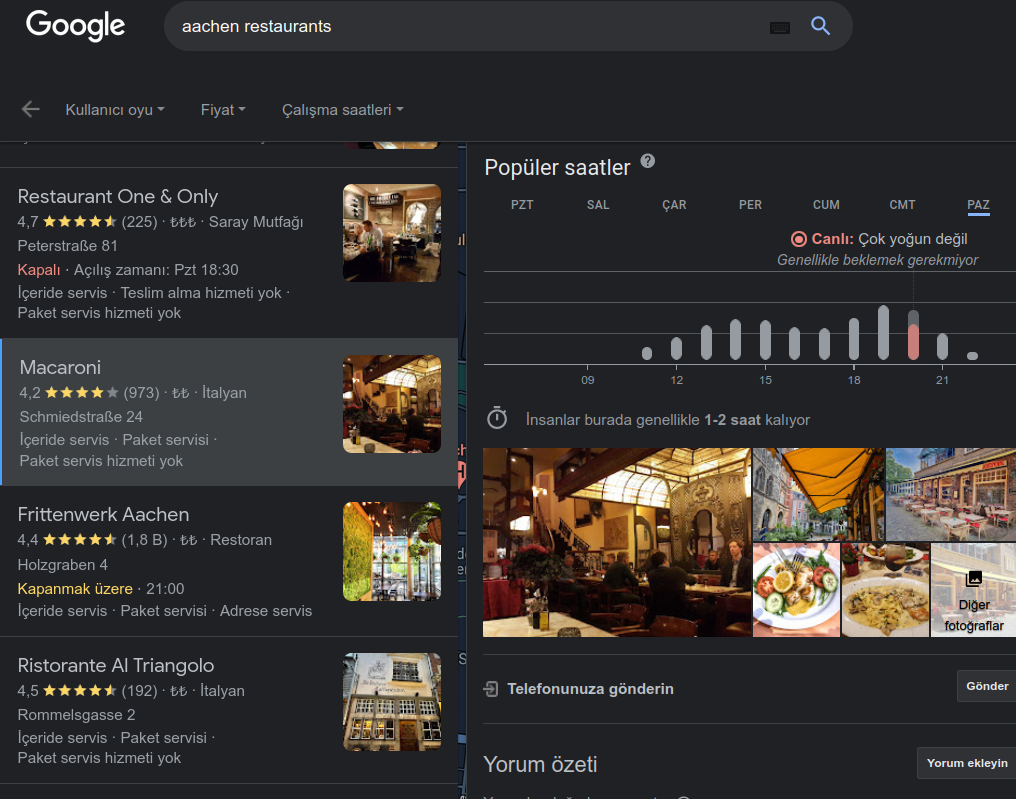 Google
aachen restaurants
Kullanıcı oyu
Fiyat
Çalışma saatleri
Restaurant One & Only
4,7 (225) · ₺₺₺ · Saray Mutfağı
Peterstraße 81
Kapalı · Açılış zamanı: Pzt 18:30
İçeride servis · Teslim alma hizmeti yok ·
Paket servis hizmeti yok
Macaroni
4,2 (973) · ₺₺ · İtalyan
Schmiedstraße 24
İçeride servis · Paket servisi ·
Paket servis hizmeti yok
Frittenwerk Aachen
4,4 (1,8 B) · ₺₺ · Restoran
Holzgraben 4
Kapanmak üzere · 21:00
İçeride servis · Paket servisi · Adrese servis
Ristorante Al Triangolo
4,5 (192) · ₺₺ · İtalyan
Rommelsgasse 2
İçeride servis · Paket servisi ·
Paket servis hizmeti yok
Popüler saatler ?
PZT SAL ÇAR PER CUM CMT PAZ
Canlı: Çok yoğun değil
Genellikle beklemek gerekmiyor
09 12 15 18 21
İnsanlar burada genellikle 1-2 saat kalıyor
Diğer
fotoğraflar
Telefonunuza gönderin
Gönder
Yorum özeti
Yorum ekleyin